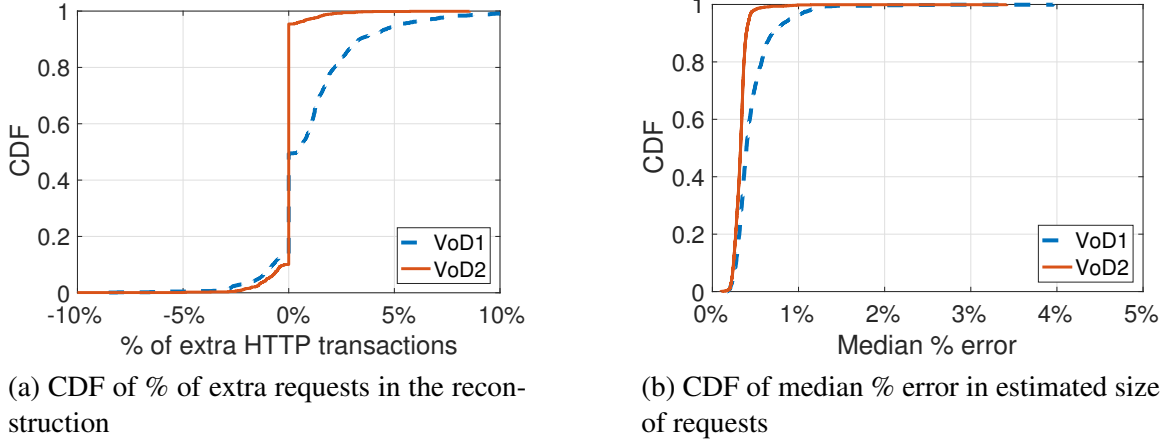 1
0.8
0.6
0.4
0.2
0
CDF
-10%
-5%
0%
5%
10%
% of extra HTTP transactions
VoD1
VoD2
(a) CDF of % of extra requests in the recon-
struction
1
0.8
0.6
0.4
0.2
0
CDF
0%
1%
2%
3%
4%
5%
Median % error
VoD1
VoD2
(b) CDF of median % error in estimated size
of requests